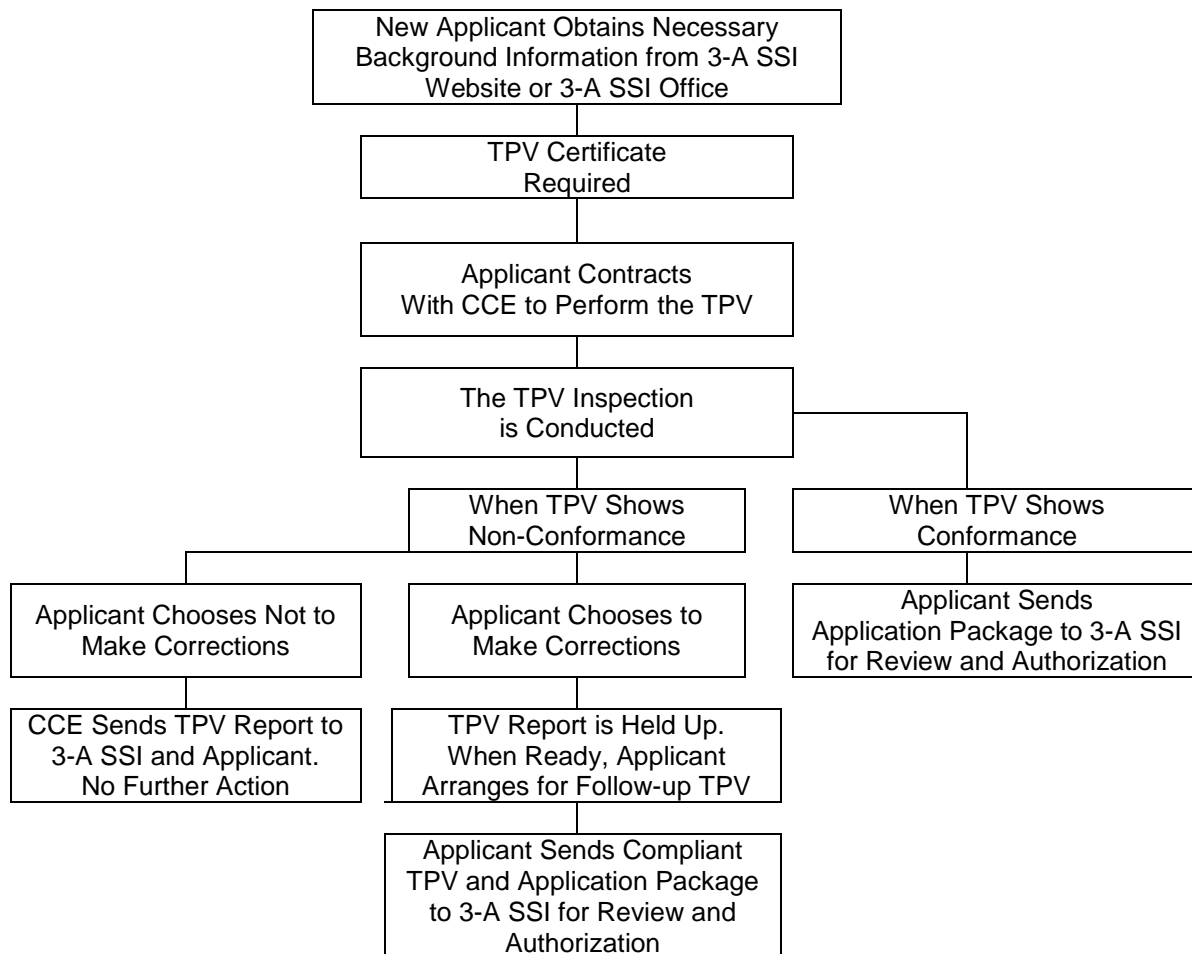 New Applicant Obtains Necessary
Background Information from 3-A SSI
Website or 3-A SSI Office
TPV Certificate
Required
Applicant Contracts
With CCE to Perform the TPV
The TPV Inspection
is Conducted
When TPV Shows
Non-Conformance
When TPV Shows
Conformance
Applicant Chooses Not to
Make Corrections
Applicant Chooses to
Make Corrections
Applicant Sends
Application Package to 3-A SSI
for Review and Authorization
CCE Sends TPV Report to
3-A SSI and Applicant.
No Further Action
TPV Report is Held Up.
When Ready, Applicant
Arranges for Follow-up TPV
Applicant Sends Compliant
TPV and Application Package
to 3-A SSI for Review and
Authorization